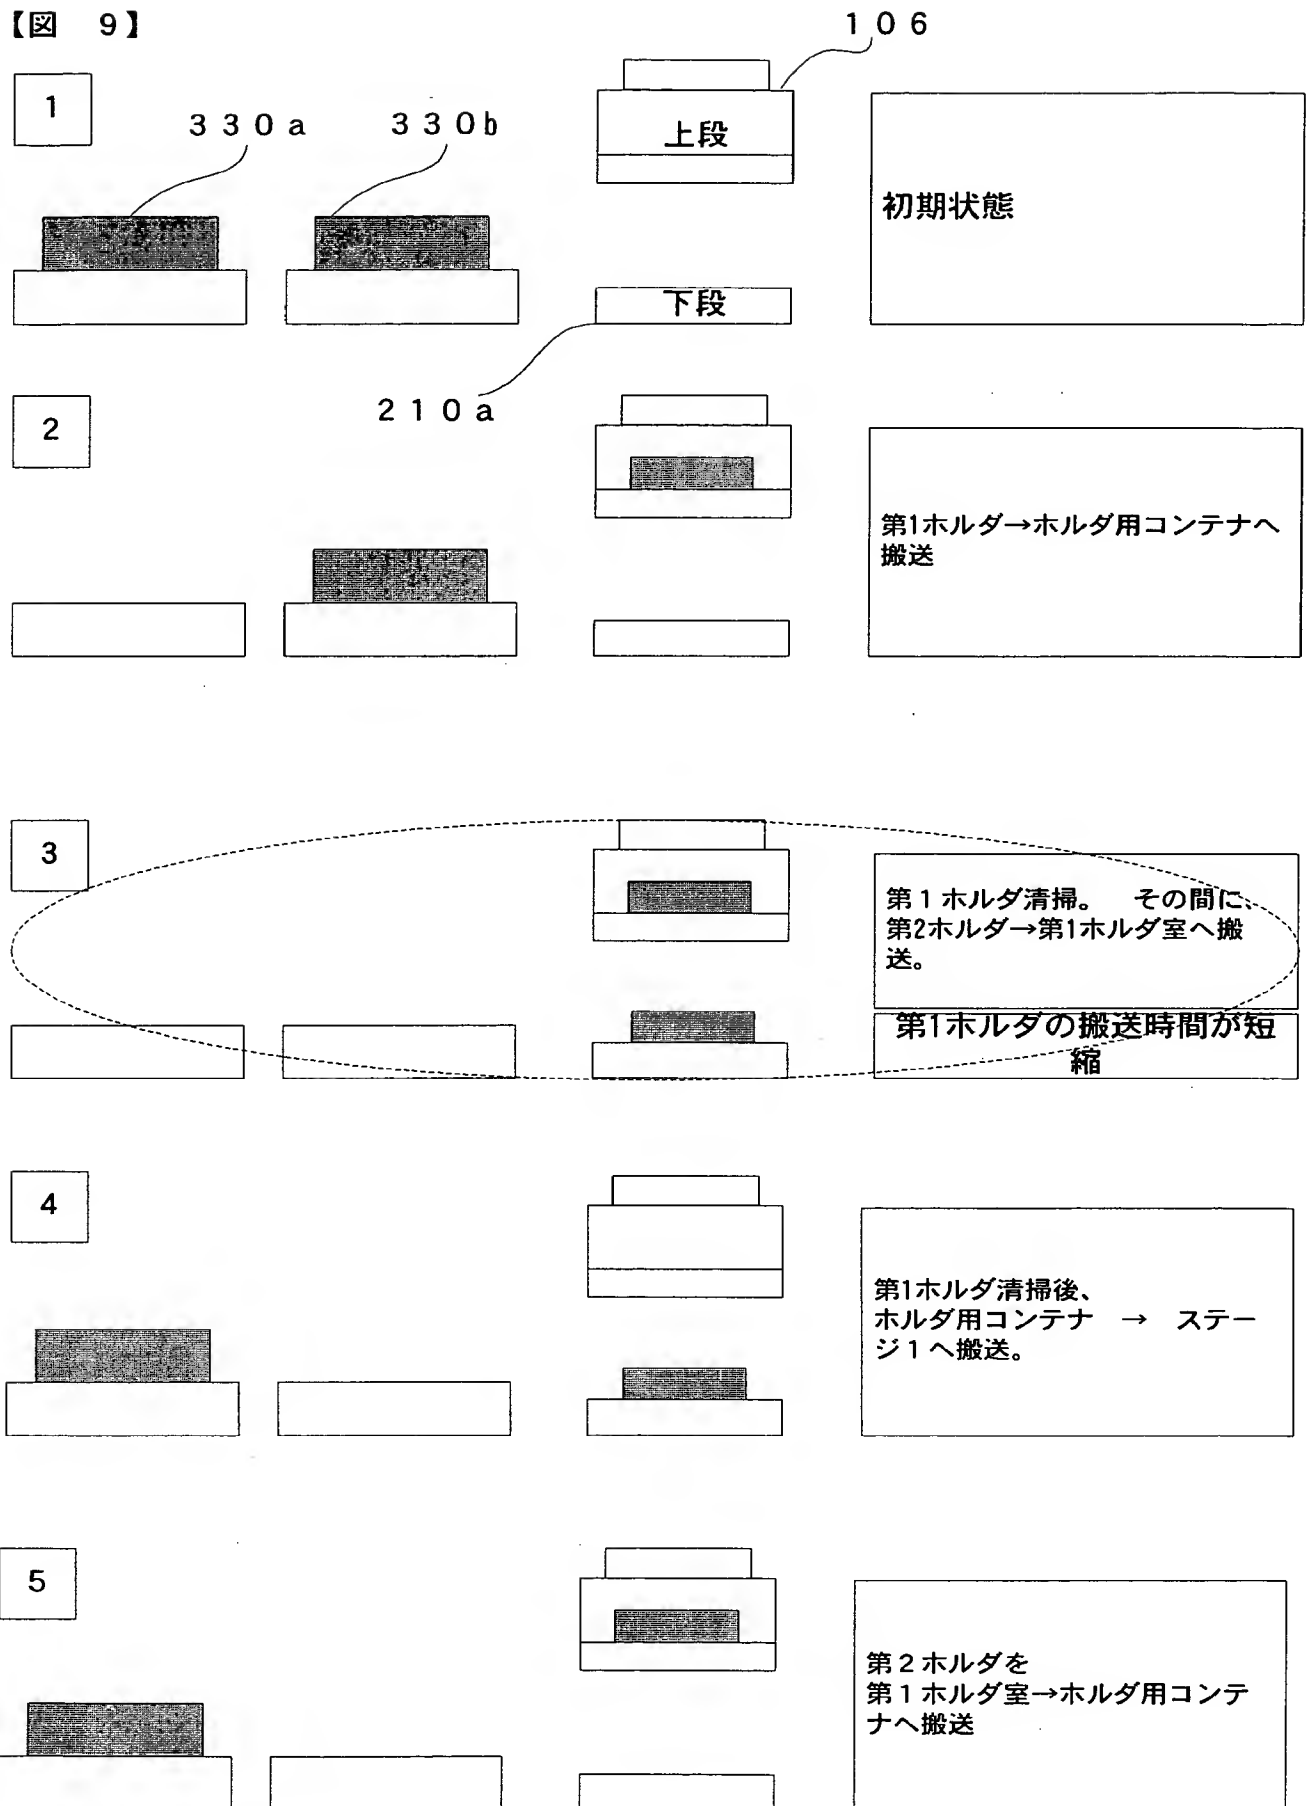 【図　９】
１０６
1
３３０ａ
３３０ｂ
上段
初期状態
下段
２１０ａ
2
第1ホルダ→ホルダ用コンテナへ
搬送
3
第１ホルダ清掃。　その間に、
第2ホルダ→第1ホルダ室へ搬
送。
第1ホルダの搬送時間が短
縮
4
第1ホルダ清掃後、
ホルダ用コンテナ　→　ステー
ジ１へ搬送。
5
第２ホルダを
第１ホルダ室→ホルダ用コンテ
ナへ搬送